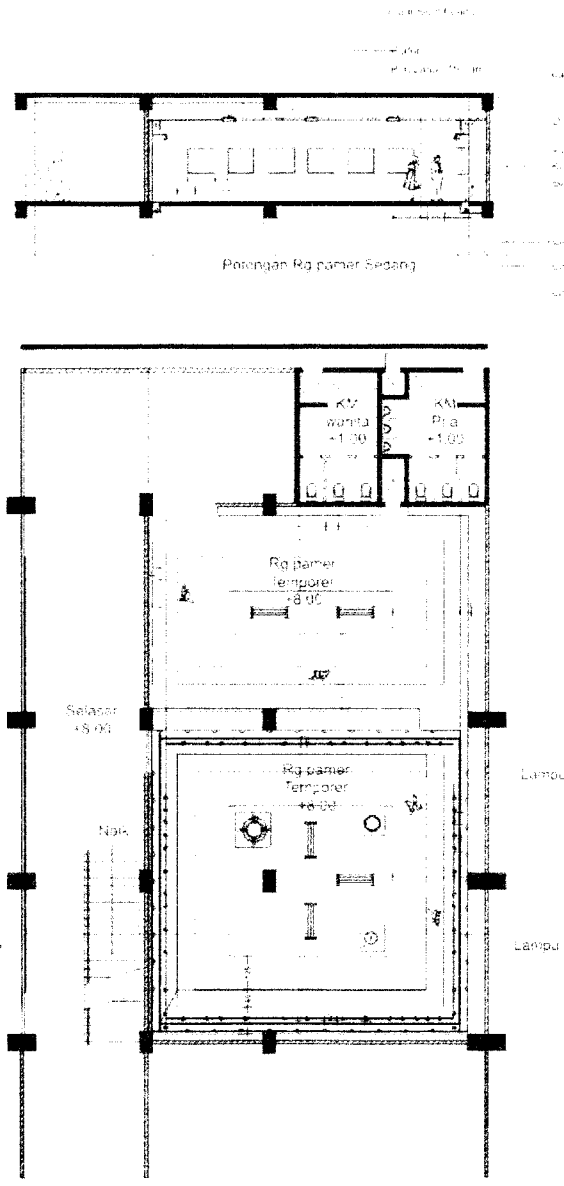 Potongan Rg pamer Sedang
KM
wanita
+1.00
KM
Pria
+1.00
Rg pamer
Temporer
+8.00
Selasar
+8.00
Rg pamer
Temporer
+8.00
Naik
Lampu
Lampu